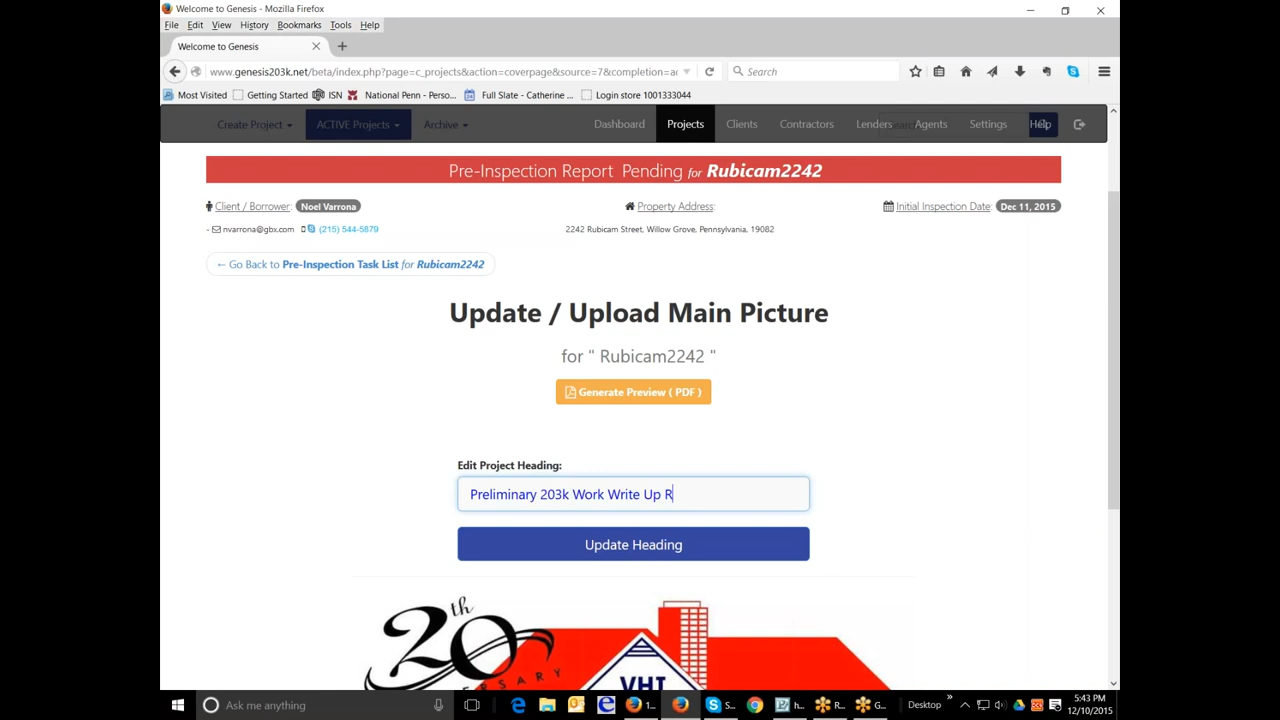 Welcome to Genesis - Mozilla Firefox
File Edit View History Bookmarks Tools Help
Welcome to Genesis
www.genesis203k.net/beta/index.php?page=c_projects&action=coverpage&source=7&completion=a
Search
Most Visited Getting Started ISN National Penn - Perso... Full Slate - Catherine ... Login store 1001333044
Create Project ACTIVE Projects Archive Dashboard Projects Clients Contractors Lenders Agents Settings Help
Pre-Inspection Report Pending for Rubicam2242
Client / Borrower: Noel Varrona Property Address: Initial Inspection Date: Dec 11, 2015
- nvarrona@gbx.com (215) 544-5879 2242 Rubicam Street, Willow Grove, Pennsylvania, 19082
← Go Back to Pre-Inspection Task List for Rubicam2242
Update / Upload Main Picture
for " Rubicam2242 "
Generate Preview ( PDF )
Edit Project Heading:
Preliminary 203k Work Write Up R
Update Heading
20th
VHI
Ask me anything 1... S... h... R... G... Desktop » 5:43 PM
12/10/2015